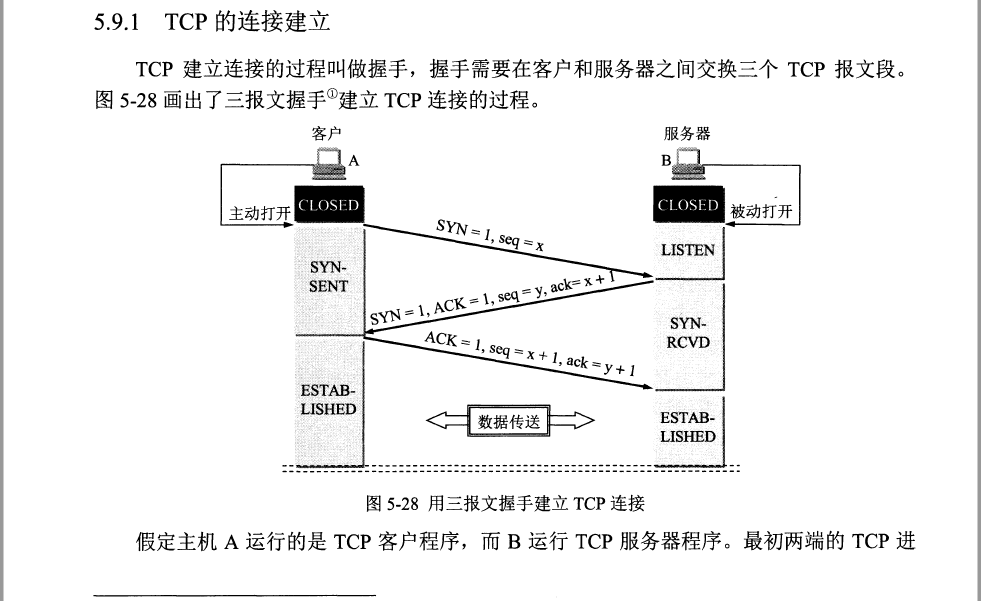 5.9.1 TCP 的连接建立
TCP 建立连接的过程叫做握手，握手需要在客户和服务器之间交换三个 TCP 报文段。
图 5-28 画出了三报文握手①建立 TCP 连接的过程。
客户
服务器
A
B
主动打开
CLOSED
CLOSED
被动打开
SYN = 1, seq = x
LISTEN
SYN-
SENT
SYN = 1, ACK = 1, seq = y, ack= x + 1
SYN-
RCVD
ACK = 1, seq = x + 1, ack = y + 1
ESTAB-
LISHED
数据传送
ESTAB-
LISHED
图 5-28 用三报文握手建立 TCP 连接
假定主机 A 运行的是 TCP 客户程序，而 B 运行 TCP 服务器程序。最初两端的 TCP 进